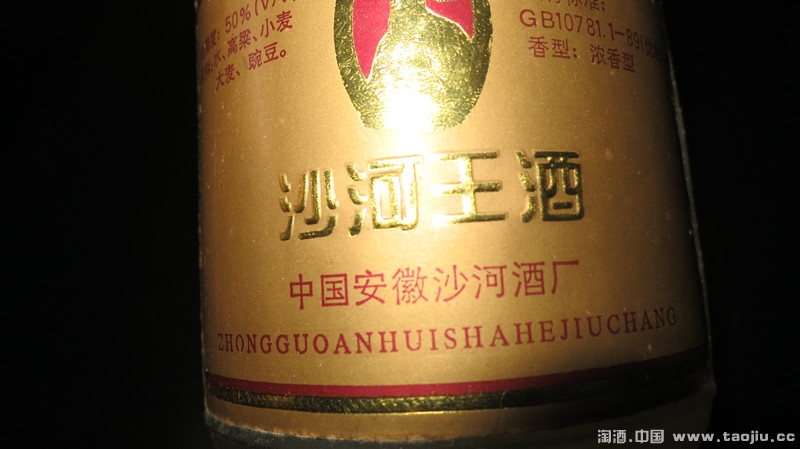 50%(V/V
水、高粱、小麦
大麦、豌豆。
GB10781.1-89
香型：浓香型
沙河王酒
中国安徽沙河酒厂
ZHONGGUOANHUISHAHEJIUCHANG
淘酒.中国 www.taojiu.cc